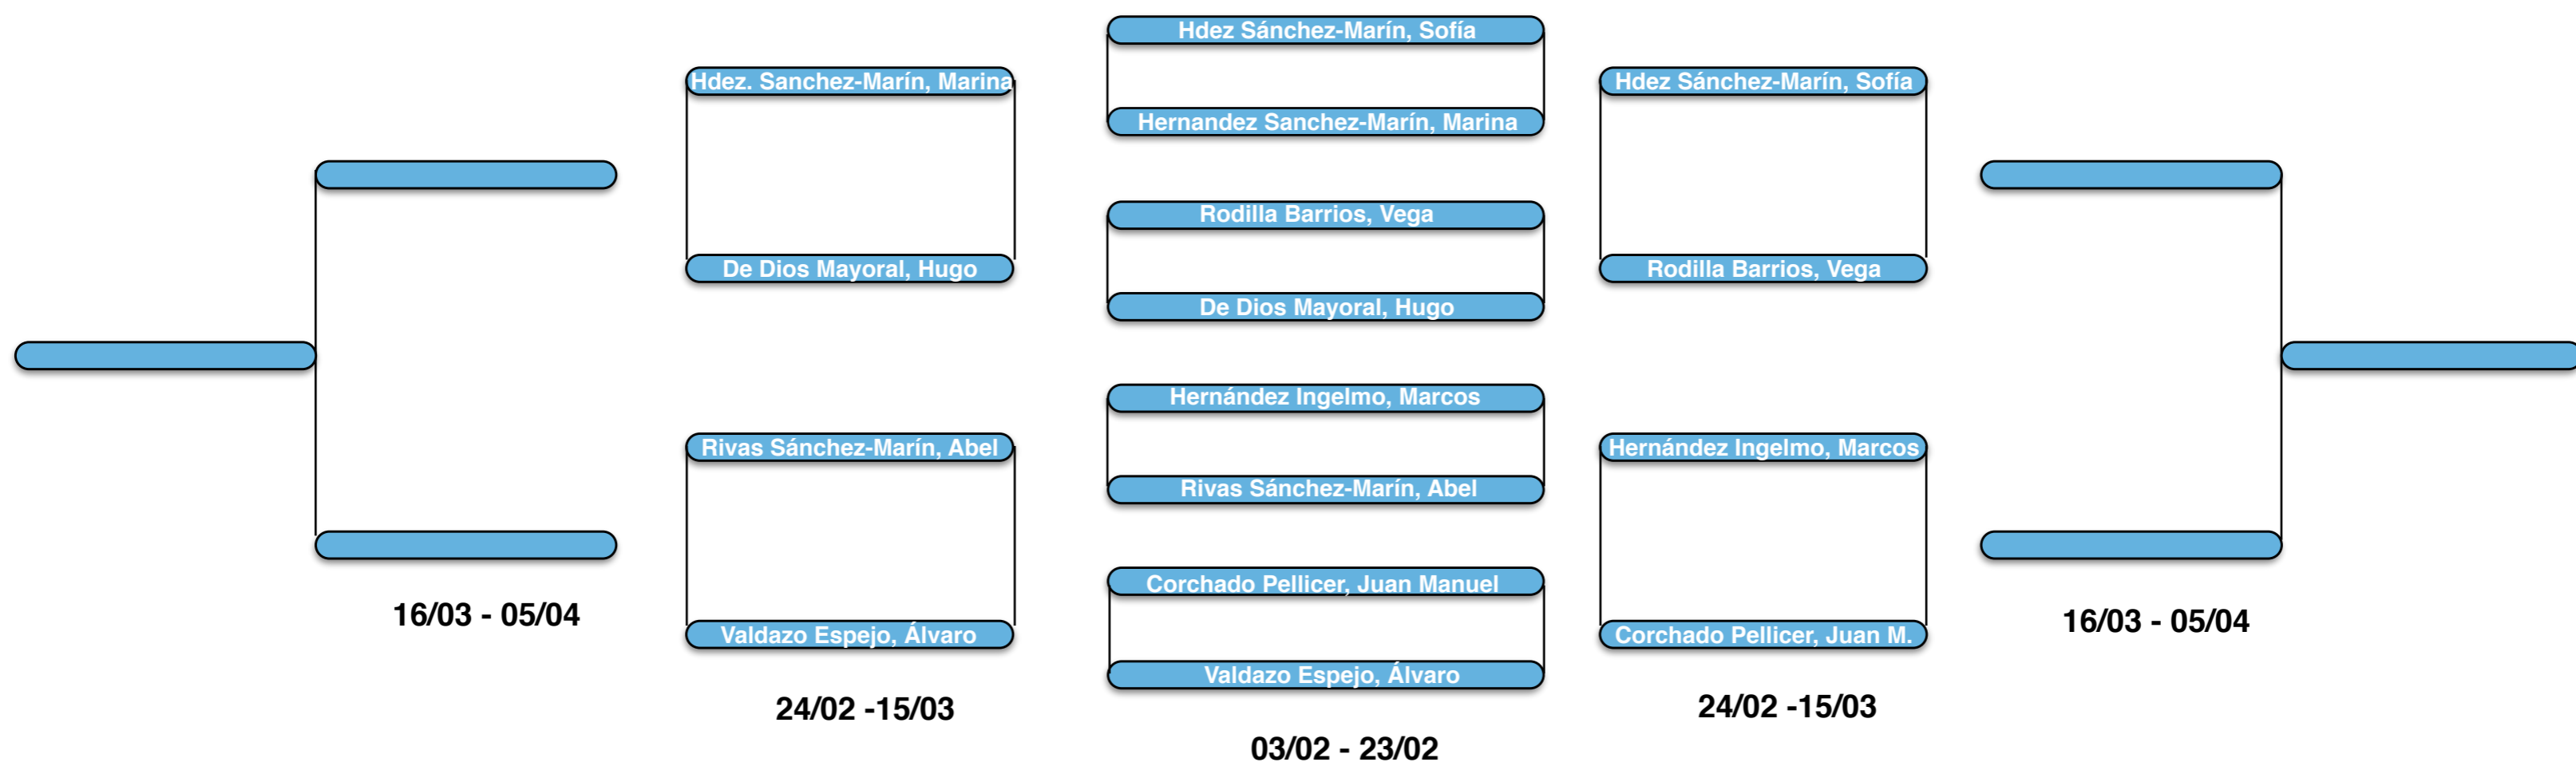 Hdez. Sanchez-Marín, Marina
De Dios Mayoral, Hugo
Rivas Sánchez-Marín, Abel
Valdazo Espejo, Álvaro
16/03 - 05/04
24/02 -15/03
Hdez Sánchez-Marín, Sofía
Hernandez Sanchez-Marín, Marina
Rodilla Barrios, Vega
De Dios Mayoral, Hugo
Hernández Ingelmo, Marcos
Rivas Sánchez-Marín, Abel
Corchado Pellicer, Juan Manuel
Valdazo Espejo, Álvaro
03/02 - 23/02
Hdez Sánchez-Marín, Sofía
Rodilla Barrios, Vega
Hernández Ingelmo, Marcos
Corchado Pellicer, Juan M.
24/02 -15/03
16/03 - 05/04